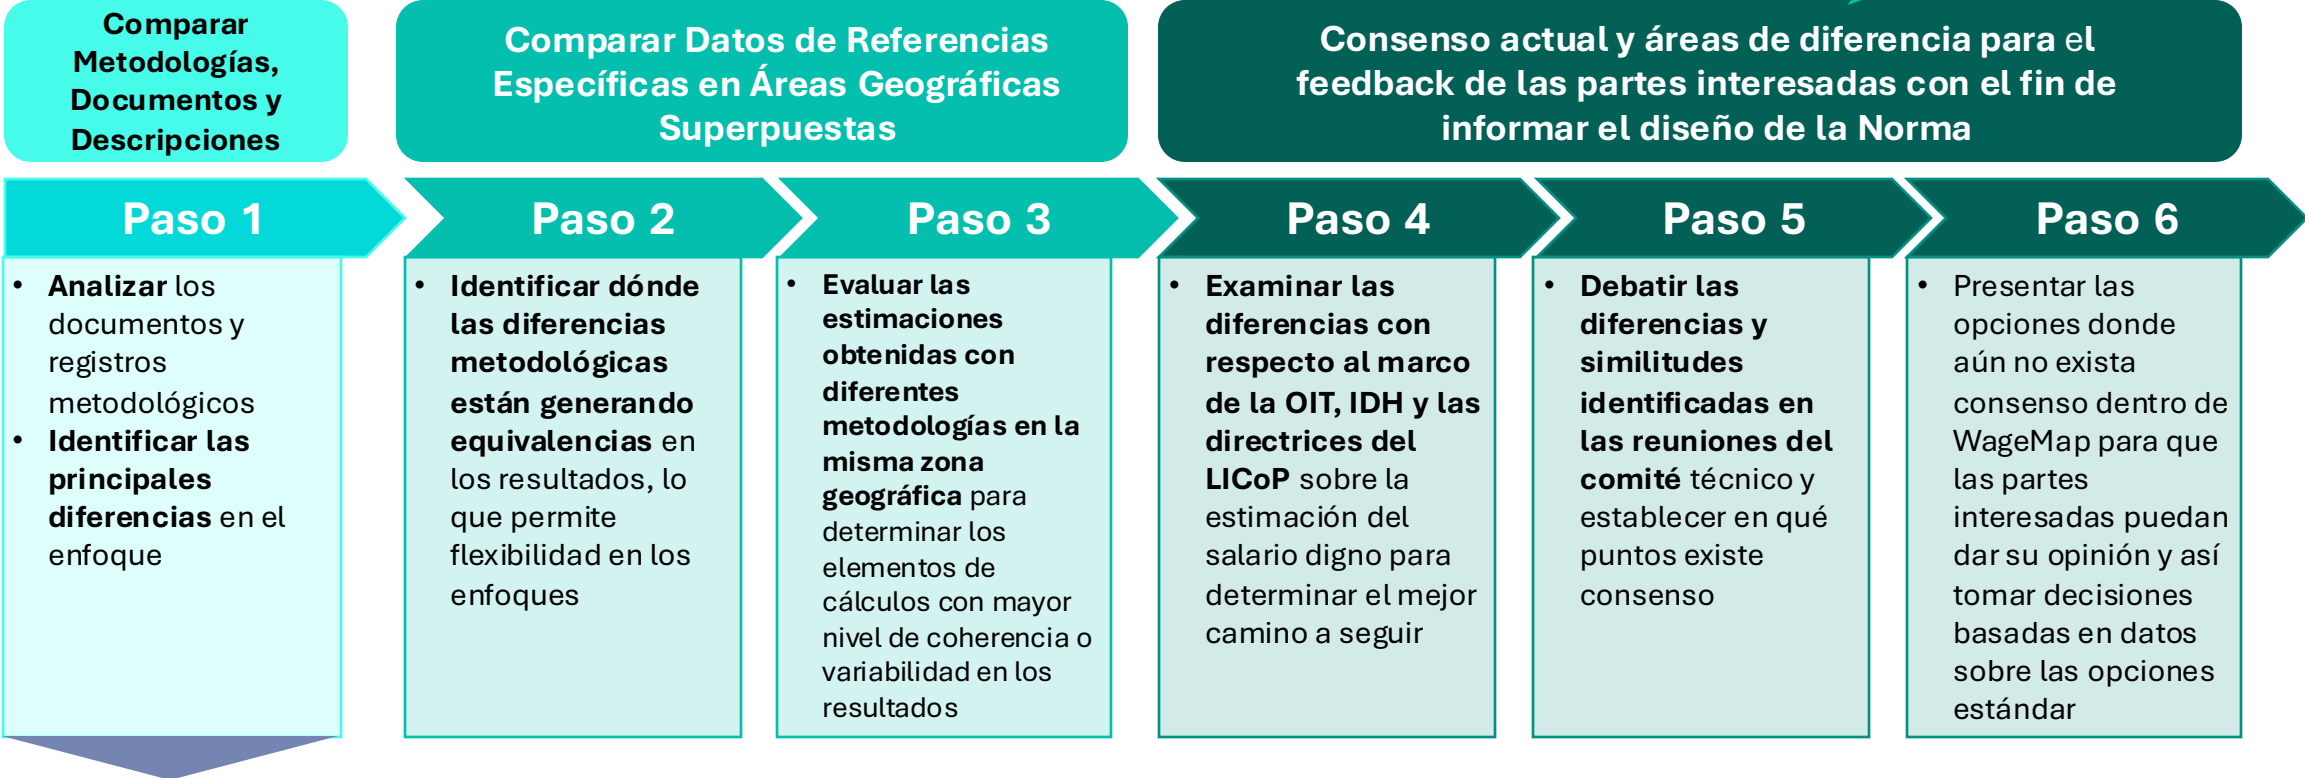 Comparar
Metodologías,
Documentos y
Descripciones
Comparar Datos de Referencias
Específicas en Áreas Geográficas
Superpuestas
Consenso actual y áreas de diferencia para el
feedback de las partes interesadas con el fin de
informar el diseño de la Norma
Paso 1
• Analizar los
documentos y
registros
metodológicos
• Identificar las
principales
diferencias en el
enfoque
Paso 2
• Identificar dónde
las diferencias
metodológicas
están generando
equivalencias en
los resultados, lo
que permite
flexibilidad en los
enfoques
Paso 3
• Evaluar las
estimaciones
obtenidas con
diferentes
metodologías en la
misma zona
geográfica para
determinar los
elementos de
cálculos con mayor
nivel de coherencia o
variabilidad en los
resultados
Paso 4
• Examinar las
diferencias con
respecto al marco
de la OIT, IDH y las
directrices del
LICoP sobre la
estimación del
salario digno para
determinar el mejor
camino a seguir
Paso 5
• Debatir las
diferencias y
similitudes
identificadas en
las reuniones del
comité técnico y
establecer en qué
puntos existe
consenso
Paso 6
• Presentar las
opciones donde
aún no exista
consenso dentro de
WageMap para que
las partes
interesadas puedan
dar su opinión y así
tomar decisiones
basadas en datos
sobre las opciones
estándar